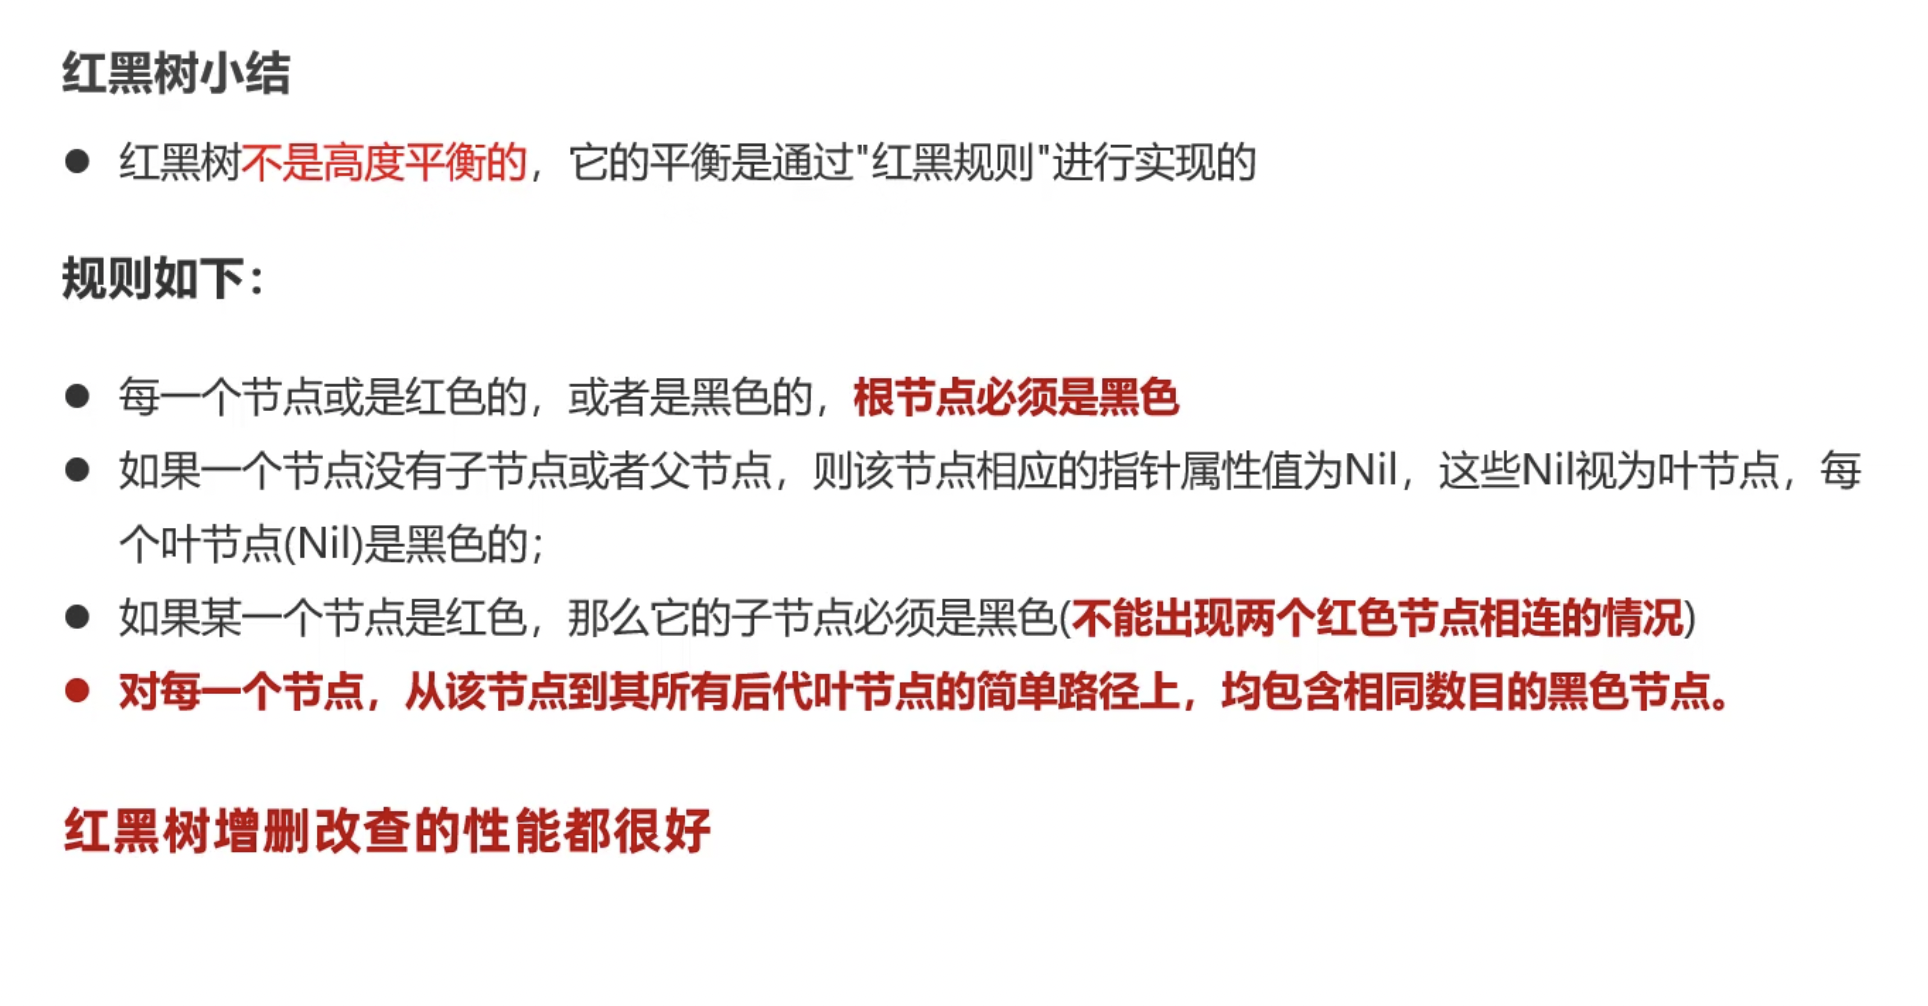 红黑树小结
● 红黑树不是高度平衡的，它的平衡是通过"红黑规则"进行实现的
规则如下：
● 每一个节点或是红色的，或者是黑色的，根节点必须是黑色
● 如果一个节点没有子节点或者父节点，则该节点相应的指针属性值为Nil，这些Nil视为叶节点，每
个叶节点(Nil)是黑色的；
● 如果某一个节点是红色，那么它的子节点必须是黑色(不能出现两个红色节点相连的情况)
● 对每一个节点，从该节点到其所有后代叶节点的简单路径上，均包含相同数目的黑色节点。
红黑树增删改查的性能都很好